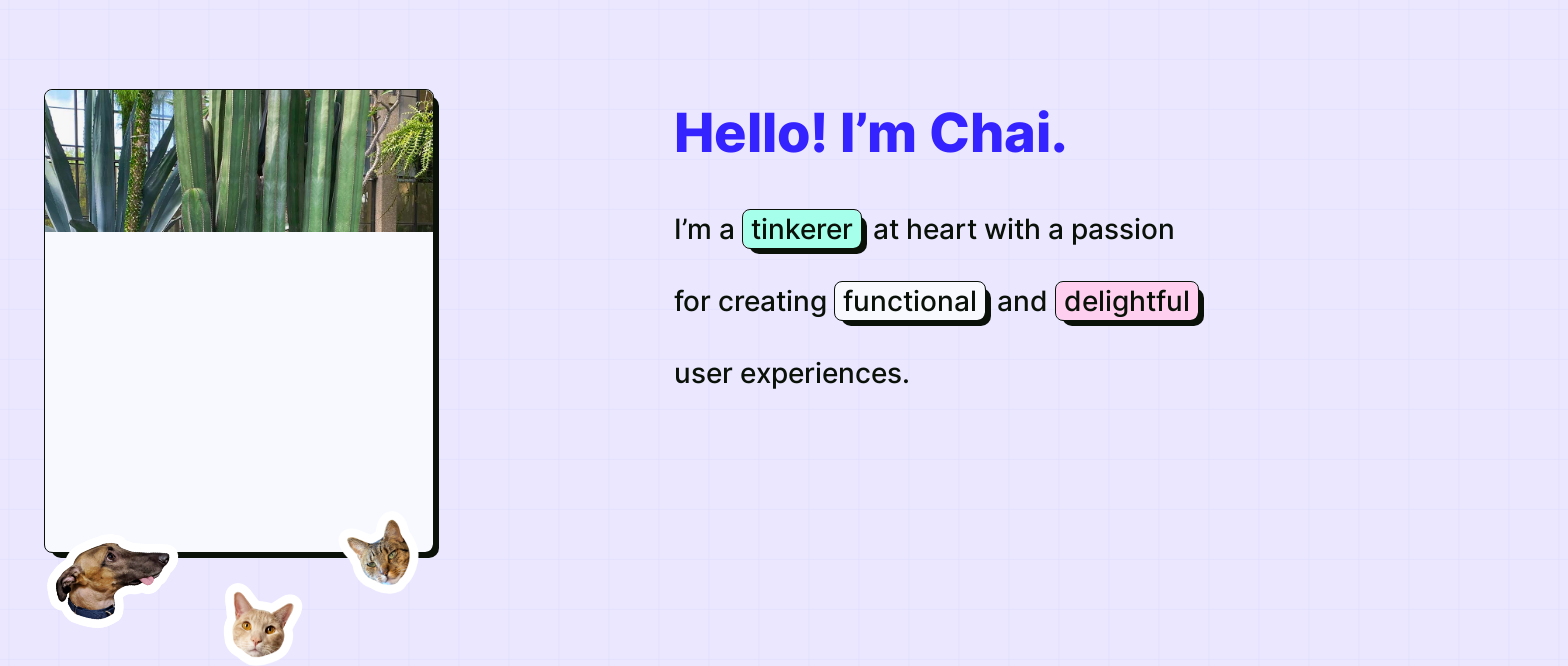 Hello! I’m Chai.
I’m a tinkerer at heart with a passion
for creating functional and delightful
user experiences.